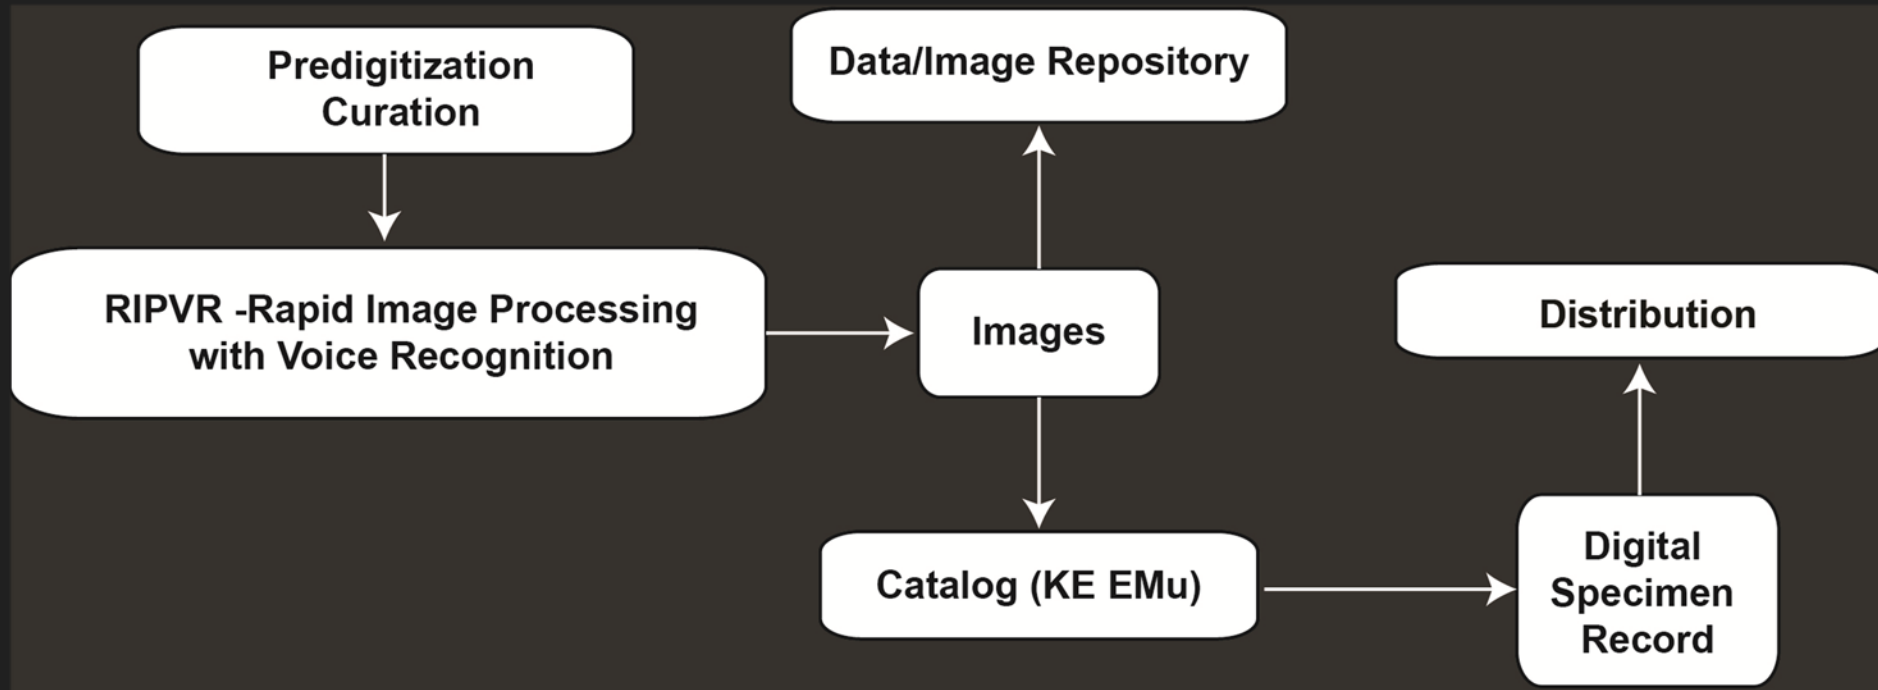 Predigitization
Curation
Data/Image Repository
RIPVR -Rapid Image Processing
with Voice Recognition
Images
Distribution
Catalog (KE EMu)
Digital
Specimen
Record